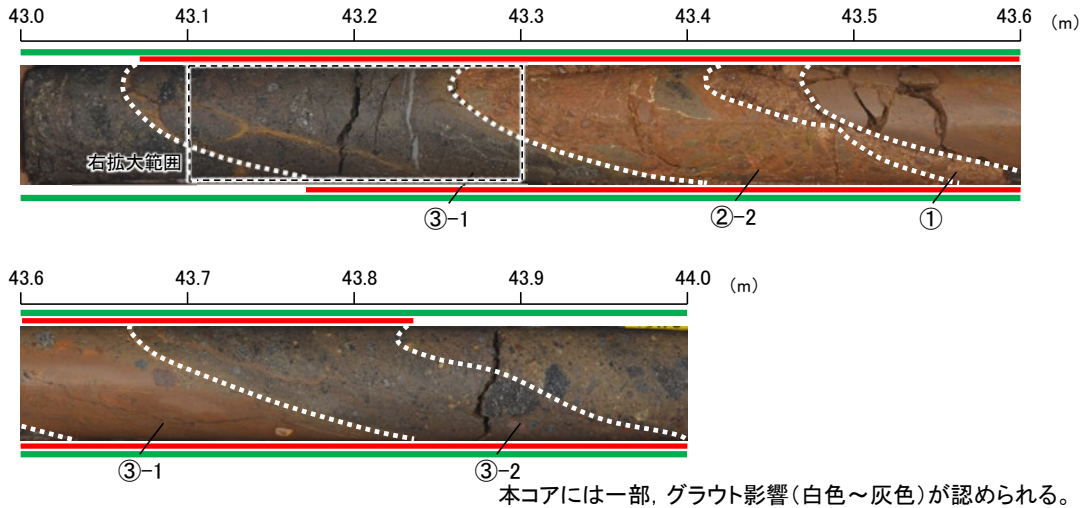 43.0 43.1 43.2 43.3 43.4 43.5 43.6 (m)
右拡大範囲
③-1 ②-2 ①
43.6 43.7 43.8 43.9 44.0 (m)
③-1 ③-2
本コアには一部，グラウト影響（白色～灰色）が認められる。